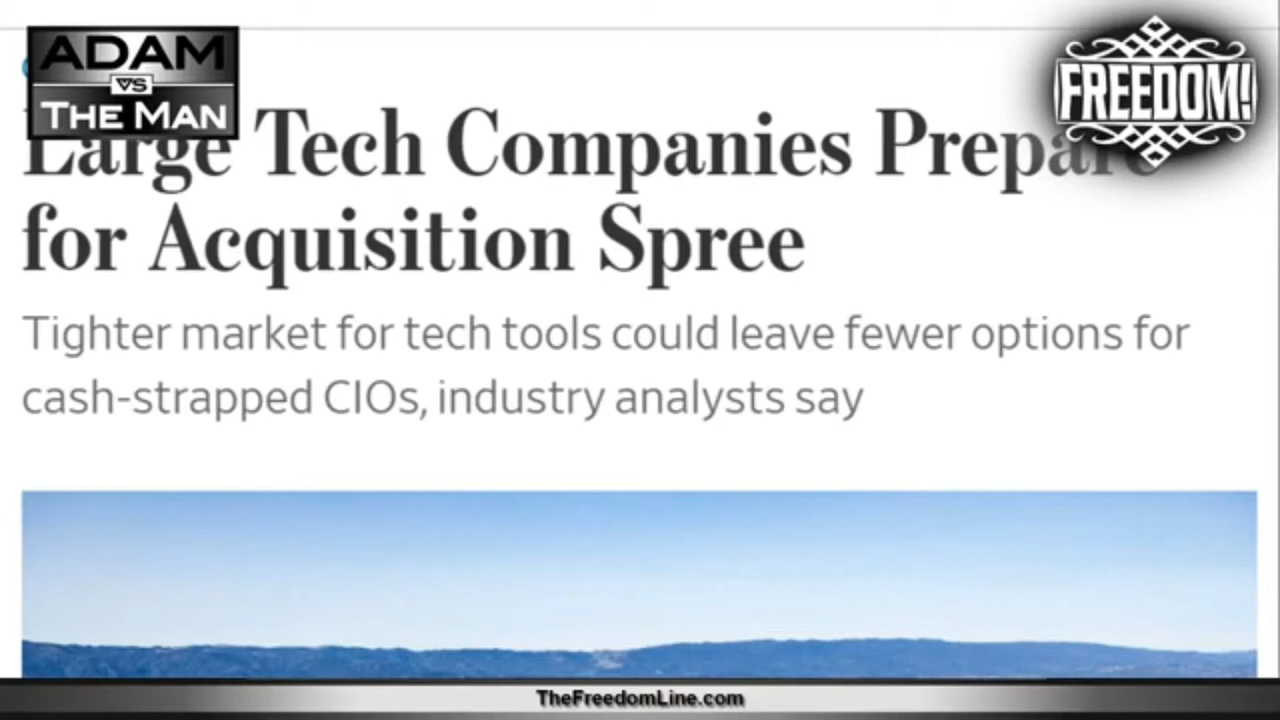 ADAM
VS
THE MAN
FREEDOM!
Large Tech Companies Prepare
for Acquisition Spree
Tighter market for tech tools could leave fewer options for
cash-strapped CIOs, industry analysts say
TheFreedomLine.com